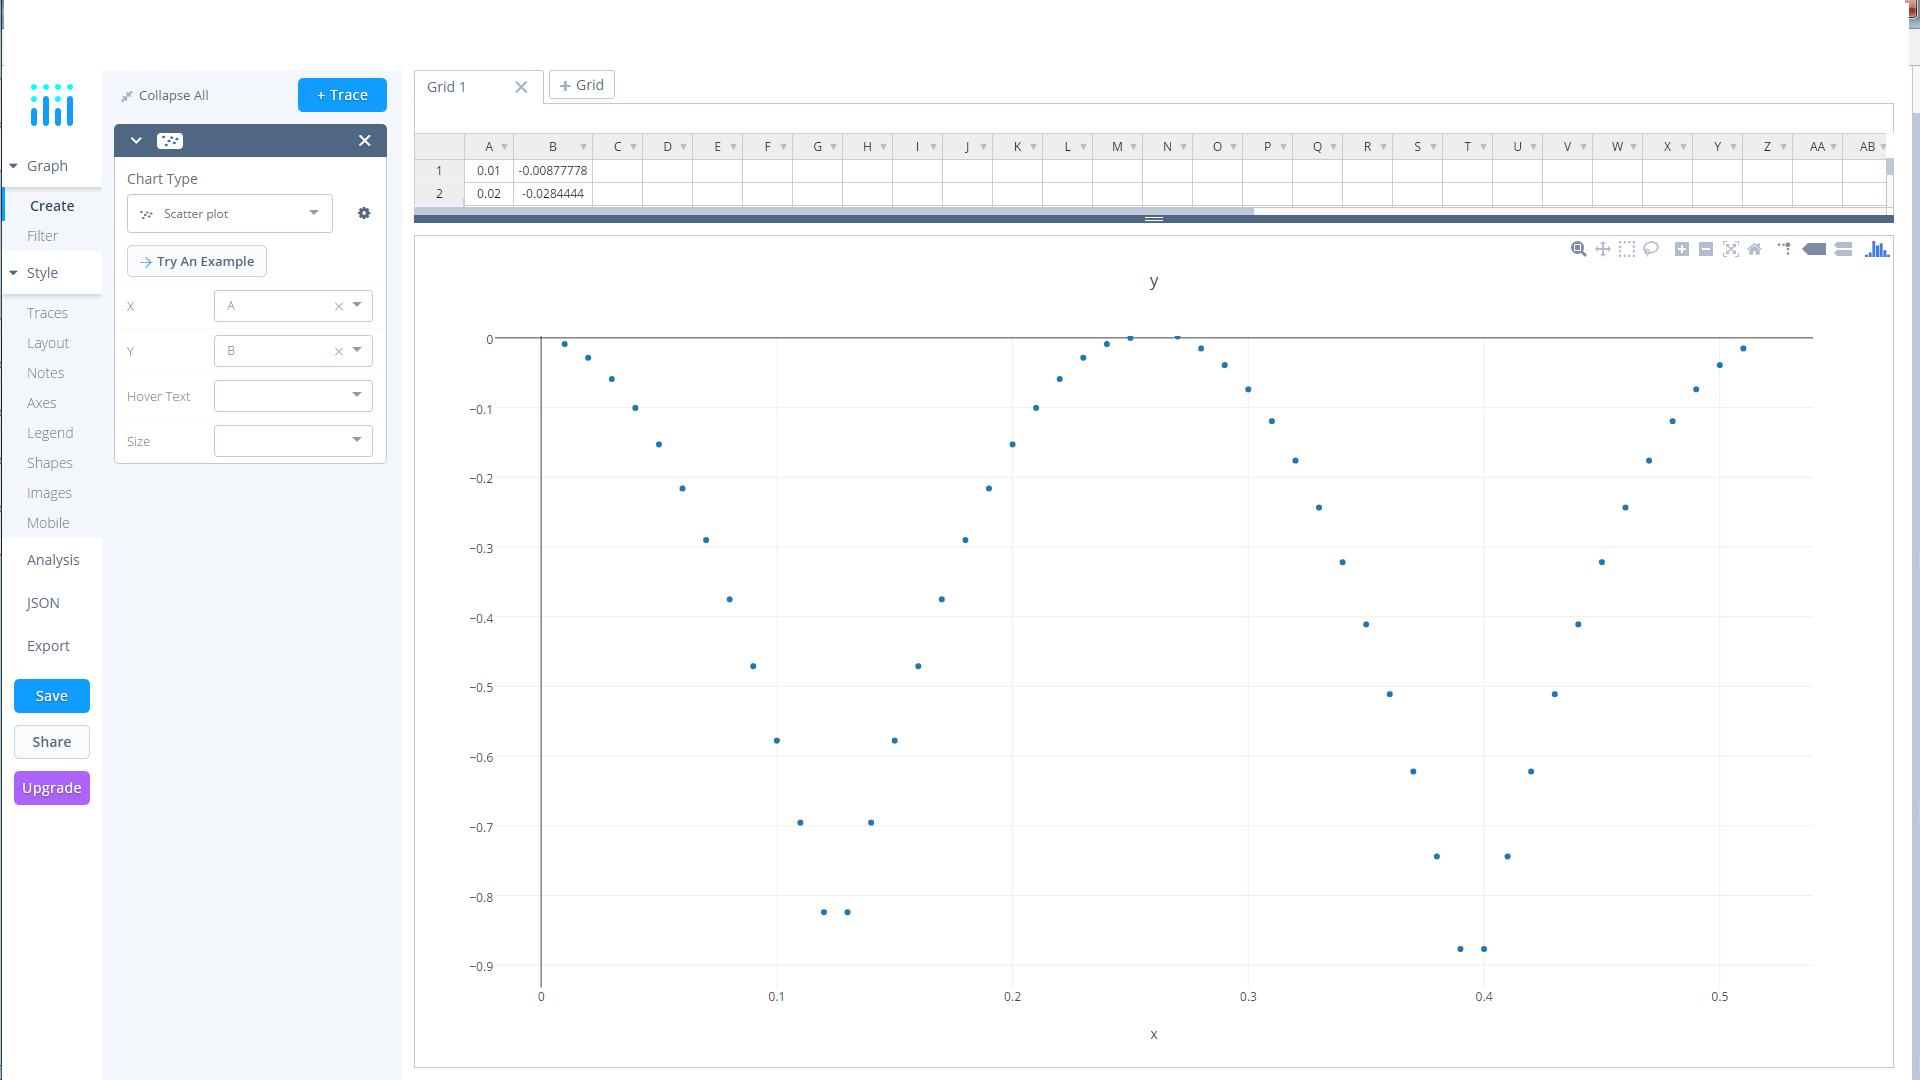 Collapse All
+ Trace
Grid 1
+ Grid
Graph
Create
Filter
Style
Traces
Layout
Notes
Axes
Legend
Shapes
Images
Mobile
Analysis
JSON
Export
Save
Share
Upgrade
Chart Type
Scatter plot
Try An Example
X A
Y B
Hover Text
Size
A B C D E F G H I J K L M N O P Q R S T U V W X Y Z AA AB
1 0.01 -0.00877778
2 0.02 -0.0284444
y
0
−0.1
−0.2
−0.3
−0.4
−0.5
−0.6
−0.7
−0.8
−0.9
0 0.1 0.2 0.3 0.4 0.5
x